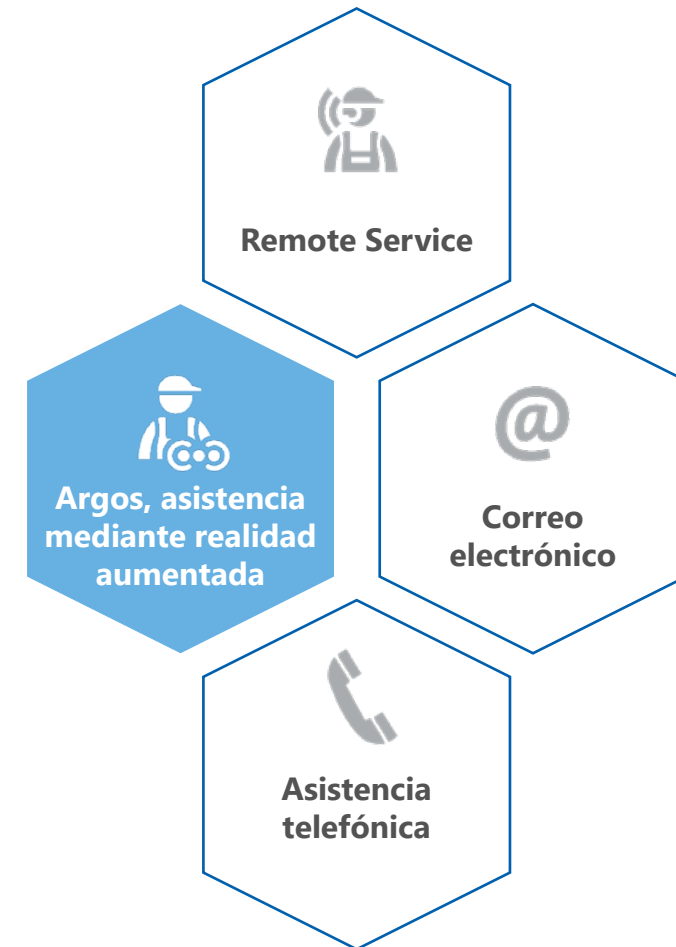 Remote Service
Argos, asistencia
mediante realidad
aumentada
@
Correo
electrónico
Asistencia
telefónica